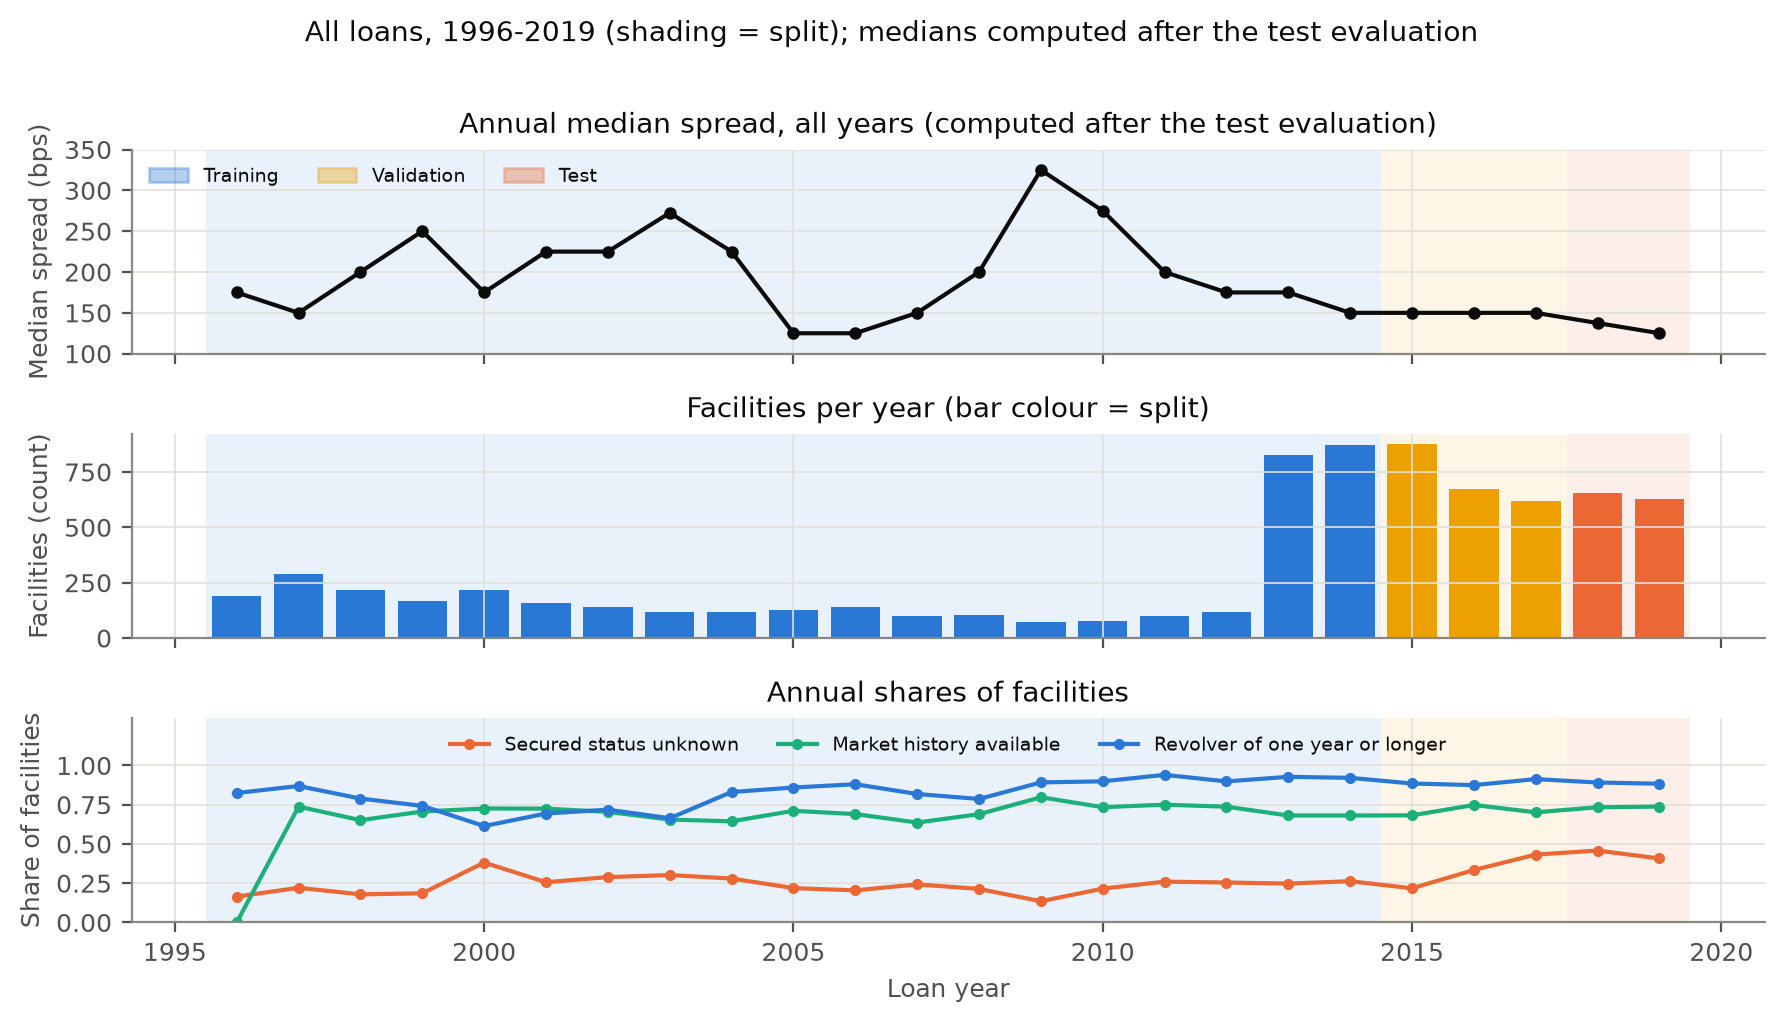 All loans, 1996-2019 (shading = split); medians computed after the test evaluation
Annual median spread, all years (computed after the test evaluation)
Median spread (bps)
350
300
250
200
150
100
Training
Validation
Test
Facilities per year (bar colour = split)
Facilities (count)
750
500
250
0
Annual shares of facilities
Share of facilities
1.00
0.75
0.50
0.25
0.00
Secured status unknown
Market history available
Revolver of one year or longer
1995
2000
2005
2010
2015
2020
Loan year